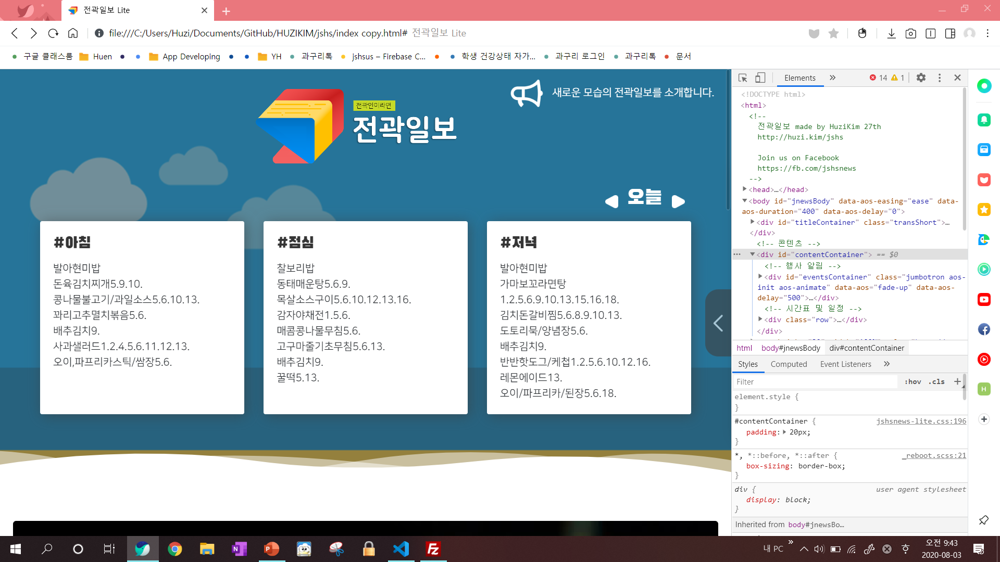 전곽일보 Lite
file:///C:/Users/Huzi/Documents/GitHub/HUZIKIM/jshs/index copy.html# 전곽일보 Lite
구글 클래스룸 Huen App Developing YH 과구리톡 jshsus – Firebase C... 학생 건강상태 자가... 과구리 로그인 과구리톡 문서
새로운 모습의 전곽일보를 소개합니다.
전곽인이라면
전곽일보
오늘
#아침
발아현미밥
돈육김치찌개5.9.10.
콩나물불고기/과일소스5.6.10.13.
꽈리고추멸치볶음5.6.
배추김치9.
사과샐러드1.2.4.5.6.11.12.13.
오이,파프리카스틱/쌈장5.6.
#점심
찰보리밥
동태매운탕5.6.9.
목살소스구이5.6.10.12.13.16.
감자야채전1.5.6.
매콤콩나물무침5.6.
고구마줄기초무침5.6.13.
배추김치9.
꿀떡5.13.
#저녁
발아현미밥
가마보꼬라면탕
1.2.5.6.9.10.13.15.16.18.
김치돈갈비찜5.6.8.9.10.13.
도토리묵/양념장5.6.
배추김치9.
반반핫도그/케첩1.2.5.6.10.12.16.
레몬에이드13.
오이/파프리카/된장5.6.18.
Elements » 14 1
<!DOCTYPE html>
<html>
<!--
전곽일보 made by HuziKim 27th
http://huzi.kim/jshs
Join us on Facebook
https://fb.com/jshsnews
-->
<head>…</head>
<body id="jnewsBody" data-aos-easing="ease" data-
aos-duration="400" data-aos-delay="0">
<div id="titleContainer" class="transShort">…
</div>
<!-- 콘텐츠 -->
<div id="contentContainer"> == $0
<!-- 행사 알림 -->
<div id="eventsContainer" class="jumbotron aos-
init aos-animate" data-aos="fade-up" data-aos-
delay="500">…</div>
<!-- 시간표 및 일정 -->
<div class="row">…</div>
</div>
html body#jnewsBody div#contentContainer
Styles Computed Event Listeners »
Filter :hov .cls +
element.style {
}
#contentContainer { jshsnews-lite.css:196
padding: 20px;
}
*, *::before, *::after { _reboot.scss:21
box-sizing: border-box;
}
div { user agent stylesheet
display: block;
}
Inherited from body#jnewsBo…
H
내 PC » 오전 9:43
2020-08-03